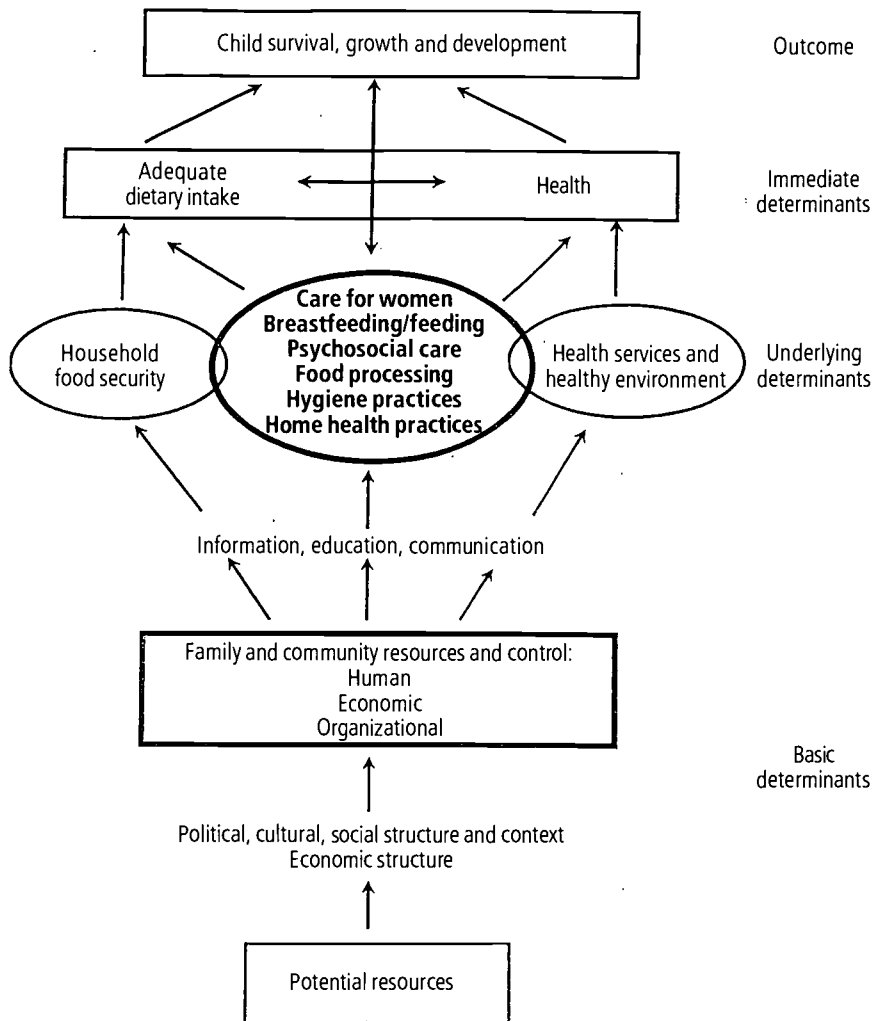 Child survival, growth and development
Outcome
Adequate
dietary intake
Health
Immediate
determinants
Household
food security
Care for women
Breastfeeding/feeding
Psychosocial care
Food processing
Hygiene practices
Home health practices
Health services and
healthy environment
Underlying
determinants
Information, education, communication
Family and community resources and control:
Human
Economic
Organizational
Basic
determinants
Political, cultural, social structure and context
Economic structure
Potential resources